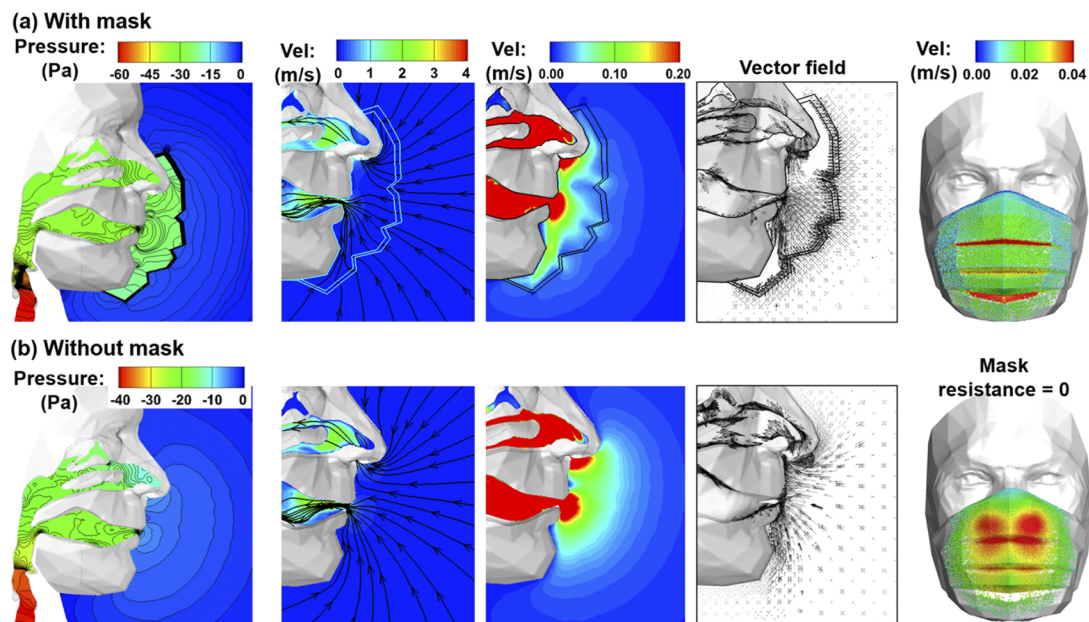 (a) With mask
Pressure:
(Pa)
-60 -45 -30 -15 0
Vel:
(m/s)
0 1 2 3 4
Vel:
(m/s)
0.00 0.10 0.20
Vector field
Vel:
(m/s)
0.00 0.02 0.04
(b) Without mask
Pressure:
(Pa)
-40 -30 -20 -10 0
Mask
resistance = 0